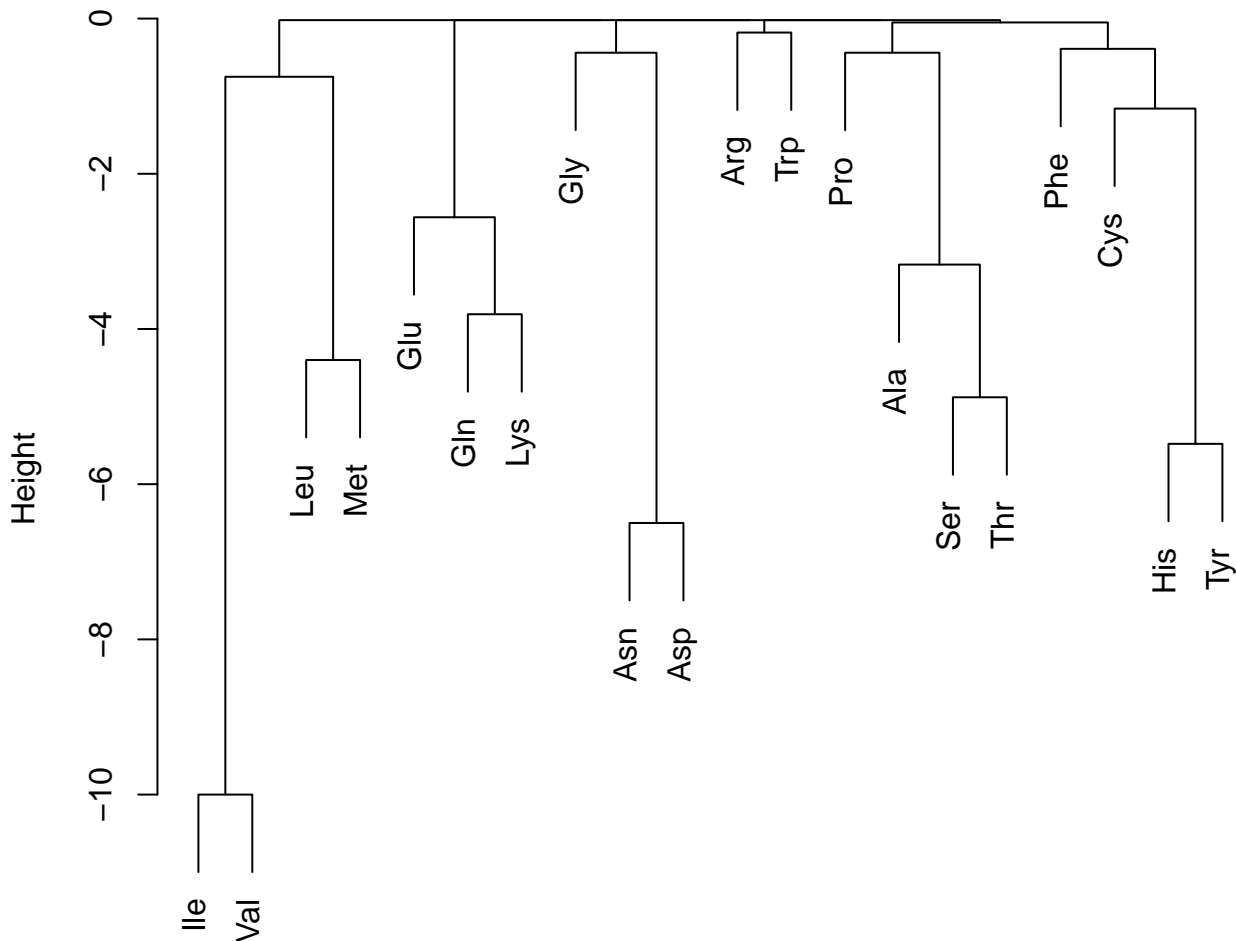 Height
0
−2
−4
−6
−8
−10
Ile
Val
Leu
Met
Glu
Gln
Lys
Gly
Asn
Asp
Arg
Trp
Pro
Ala
Ser
Thr
Phe
Cys
His
Tyr